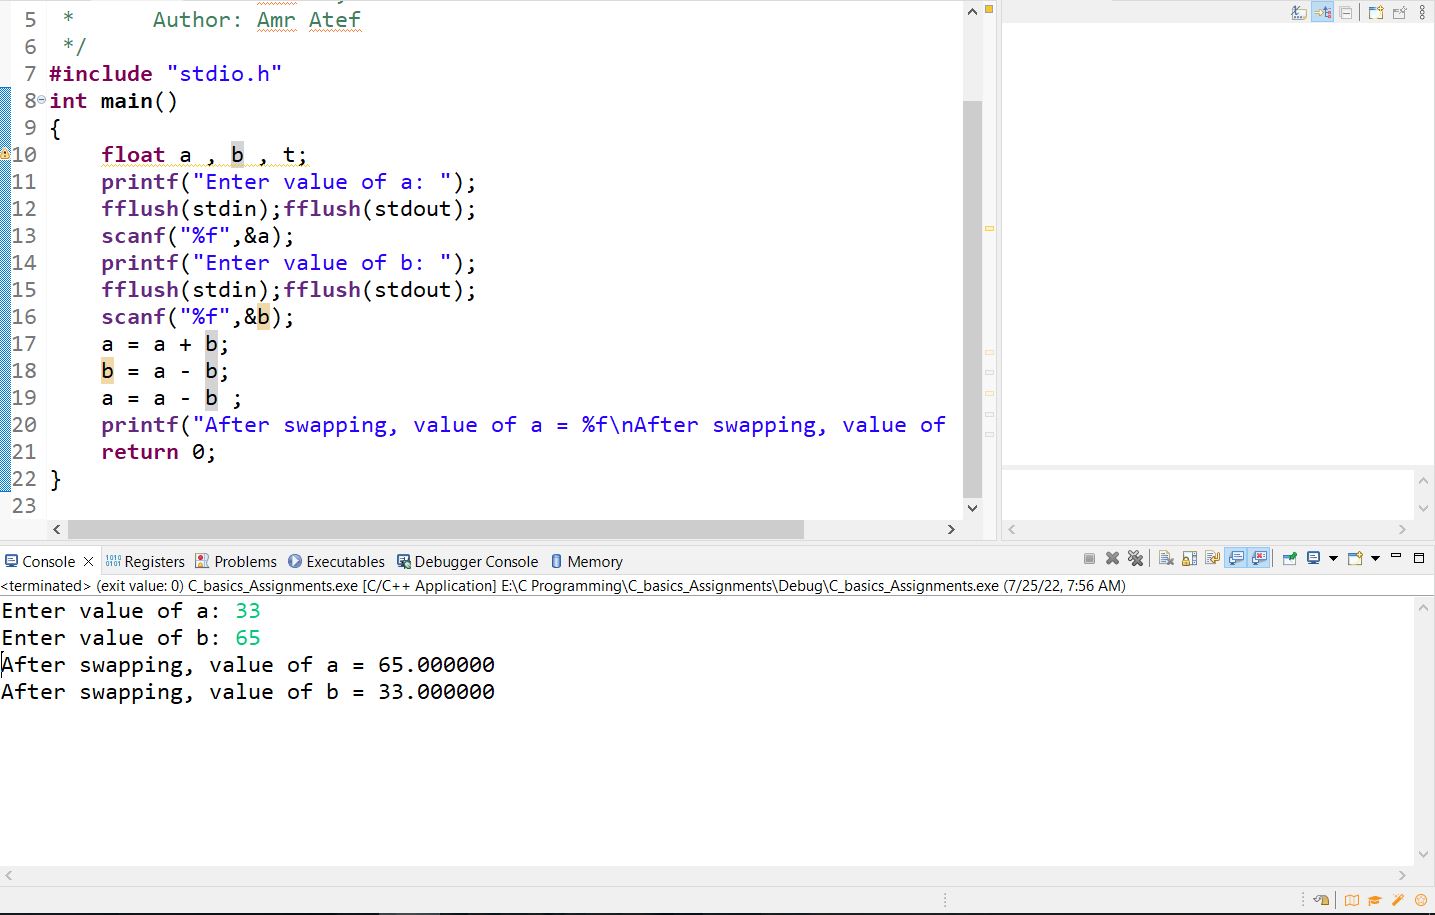 5 * Author: Amr Atef
6 */
7 #include "stdio.h"
8 int main()
9 {
10 float a , b , t;
11 printf("Enter value of a: ");
12 fflush(stdin);fflush(stdout);
13 scanf("%f",&a);
14 printf("Enter value of b: ");
15 fflush(stdin);fflush(stdout);
16 scanf("%f",&b);
17 a = a + b;
18 b = a - b;
19 a = a - b ;
20 printf("After swapping, value of a = %f\nAfter swapping, value of
21 return 0;
22 }
23
Console Registers Problems Executables Debugger Console Memory
<terminated> (exit value: 0) C_basics_Assignments.exe [C/C++ Application] E:\C Programming\C_basics_Assignments\Debug\C_basics_Assignments.exe (7/25/22, 7:56 AM)
Enter value of a: 33
Enter value of b: 65
After swapping, value of a = 65.000000
After swapping, value of b = 33.000000